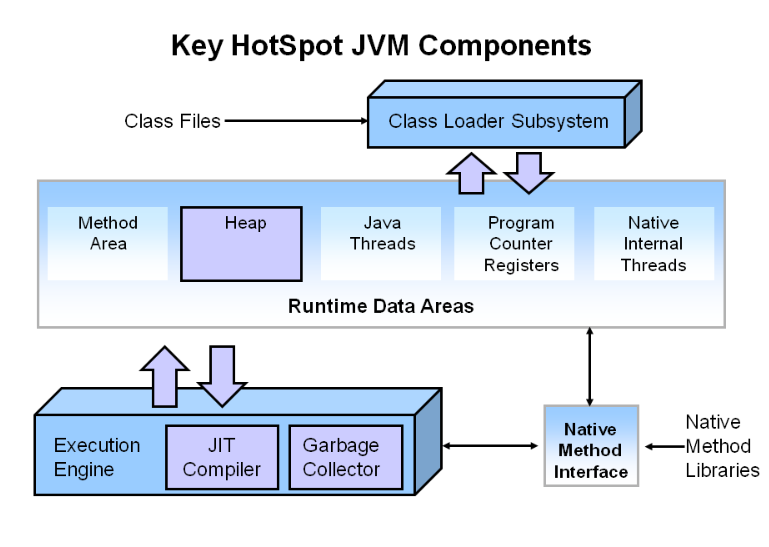 Key HotSpot JVM Components
Class Files
Class Loader Subsystem
Method
Area
Heap
Java
Threads
Program
Counter
Registers
Native
Internal
Threads
Runtime Data Areas
Execution
Engine
JIT
Compiler
Garbage
Collector
Native
Method
Interface
Native
Method
Libraries